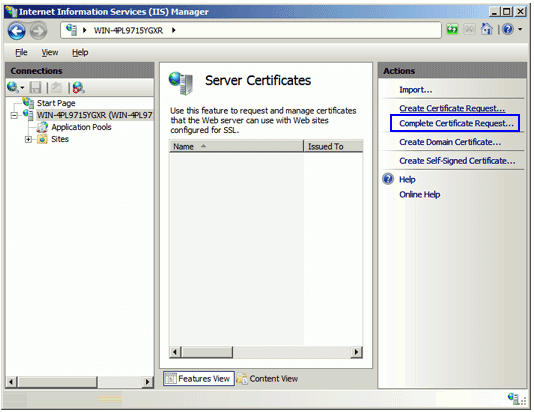 Internet Information Services (IIS) Manager
WIN-4PL9715YGXR
File View Help
Connections
Start Page
WIN-4PL9715YGXR (WIN-4PL97
Application Pools
Sites
Server Certificates
Use this feature to request and manage certificates
that the Web server can use with Web sites
configured for SSL.
Name Issued To
Features View Content View
Actions
Import...
Create Certificate Request...
Complete Certificate Request...
Create Domain Certificate...
Create Self-Signed Certificate...
Help
Online Help